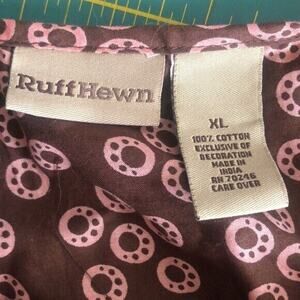 RuffHewn
XL
100% COTTON
EXCLUSIVE OF
DECORATION
MADE IN
INDIA
RN 70246
CARE OVER